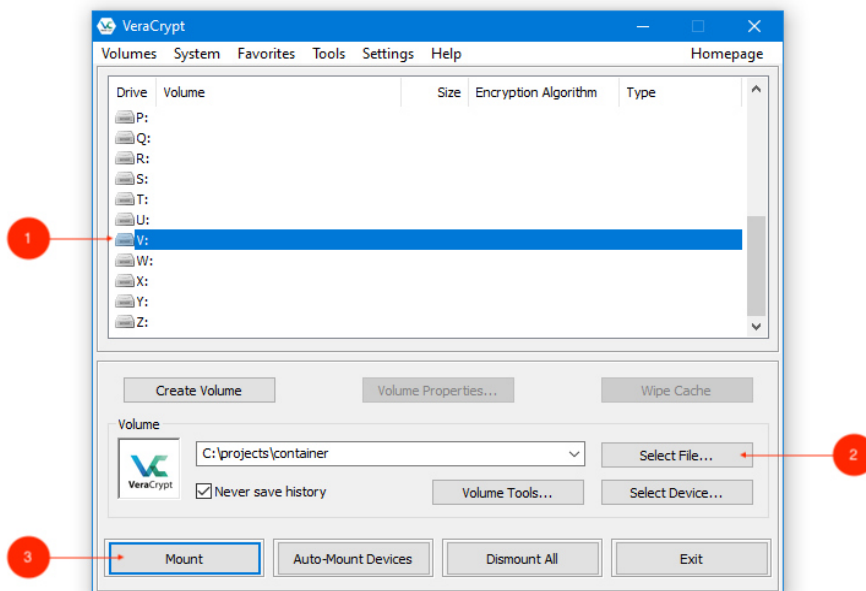 VeraCrypt
Volumes System Favorites Tools Settings Help Homepage
Drive Volume Size Encryption Algorithm Type
P:
Q:
R:
S:
T:
U:
1 V:
W:
X:
Y:
Z:
Create Volume Volume Properties... Wipe Cache
Volume
C:\projects\container Select File... 2
VeraCrypt
Never save history Volume Tools... Select Device...
3 Mount Auto-Mount Devices Dismount All Exit